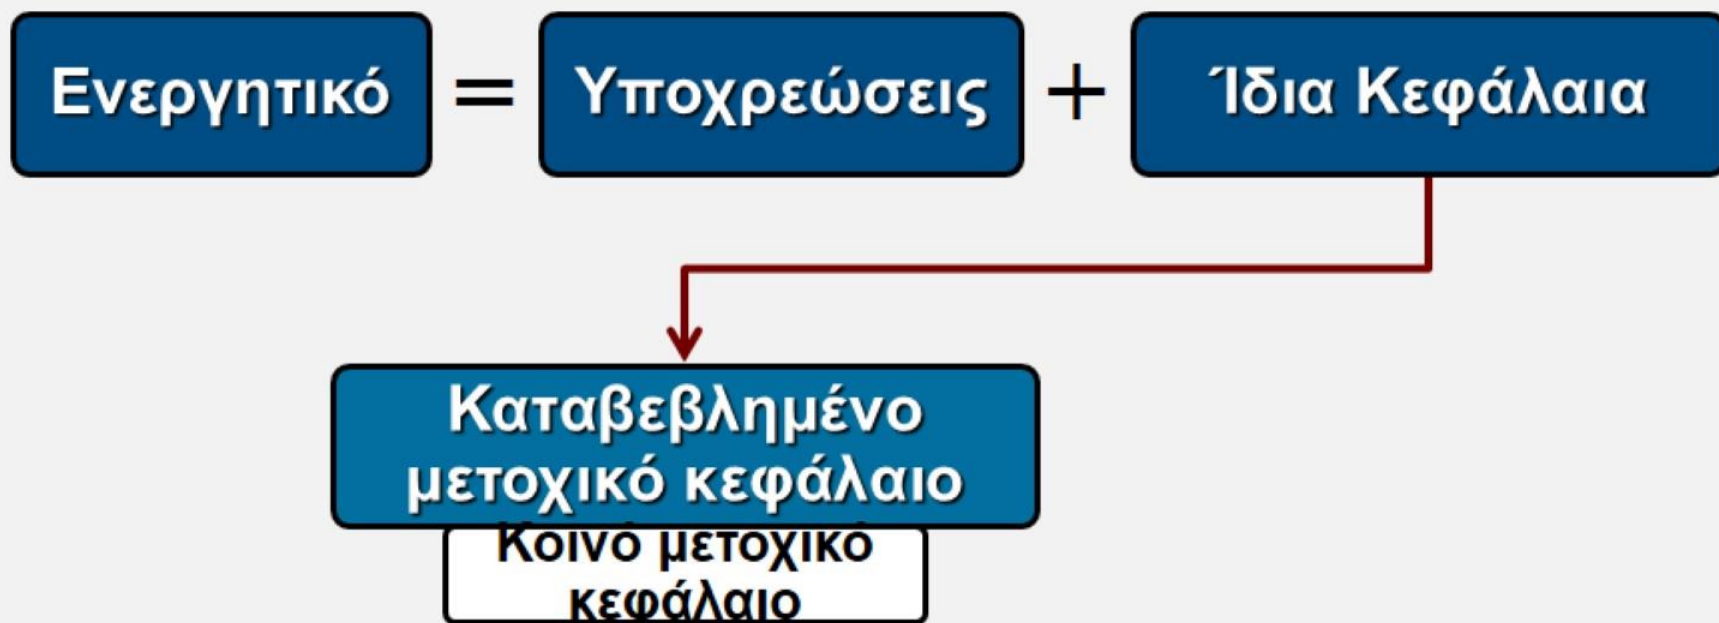 Ενεργητικό = Υποχρεώσεις + Ίδια Κεφάλαια
Καταβεβλημένο
μετοχικό κεφάλαιο
Κοινό μετοχικό
κεφάλαιο